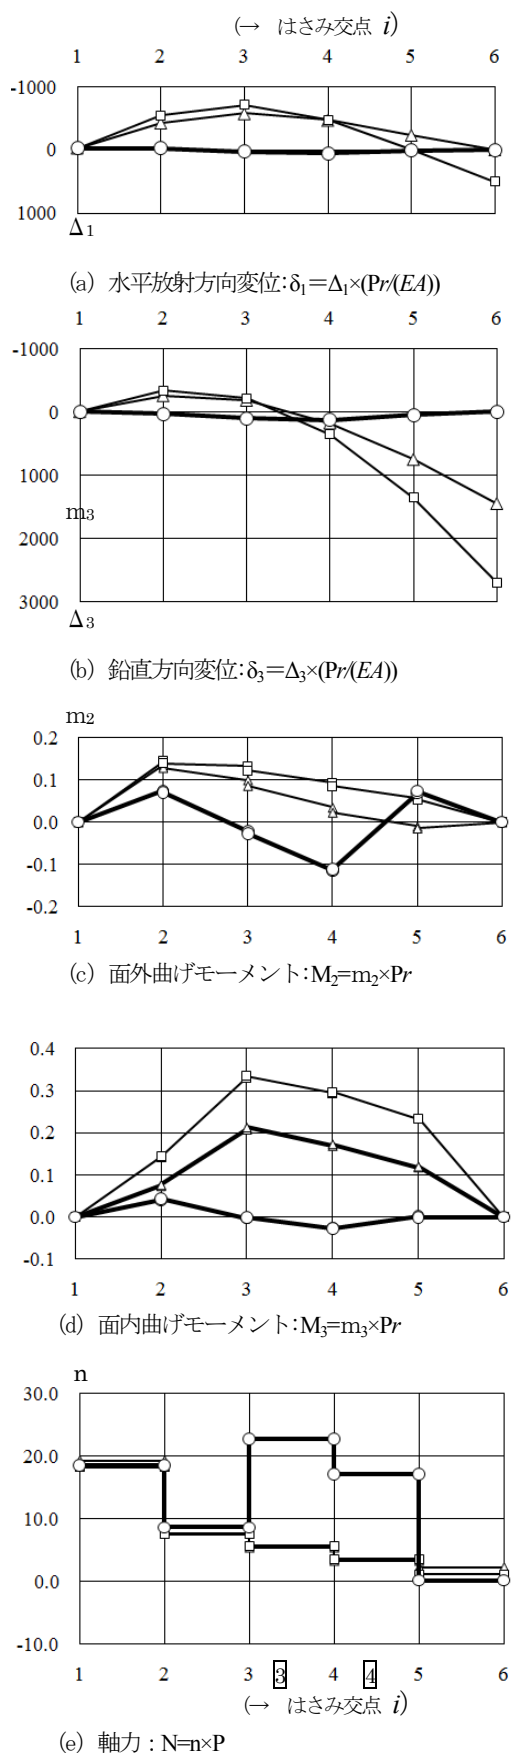 (→ はさみ交点 i)
1 2 3 4 5 6
-1000
0
1000
Δ1
(a) 水平放射方向変位:δ1=Δ1×(Pr/(EA))
1 2 3 4 5 6
-1000
0
1000
m3
2000
3000
Δ3
(b) 鉛直方向変位:δ3=Δ3×(Pr/(EA))
m2
0.2
0.1
0.0
-0.1
-0.2
1 2 3 4 5 6
(c) 面外曲げモーメント:M2=m2×Pr
0.4
0.3
0.2
0.1
0.0
-0.1
1 2 3 4 5 6
(d) 面内曲げモーメント:M3=m3×Pr
n
30.0
20.0
10.0
0.0
-10.0
1 2 3 3 4 4 5 6
(→ はさみ交点 i)
(e) 軸力:N=n×P